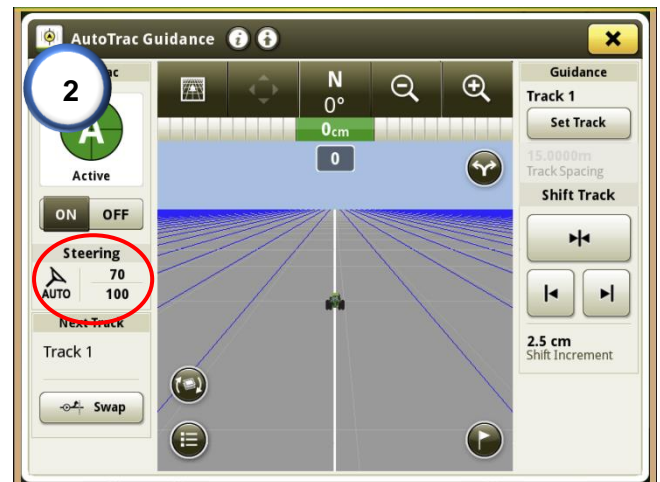 AutoTrac Guidance
2
ac
A
Active
ON OFF
Steering
AUTO
70
100
Next Track
Track 1
Swap
N
0°
0cm
0
Guidance
Track 1
Set Track
15.0000m
Track Spacing
Shift Track
2.5 cm
Shift Increment